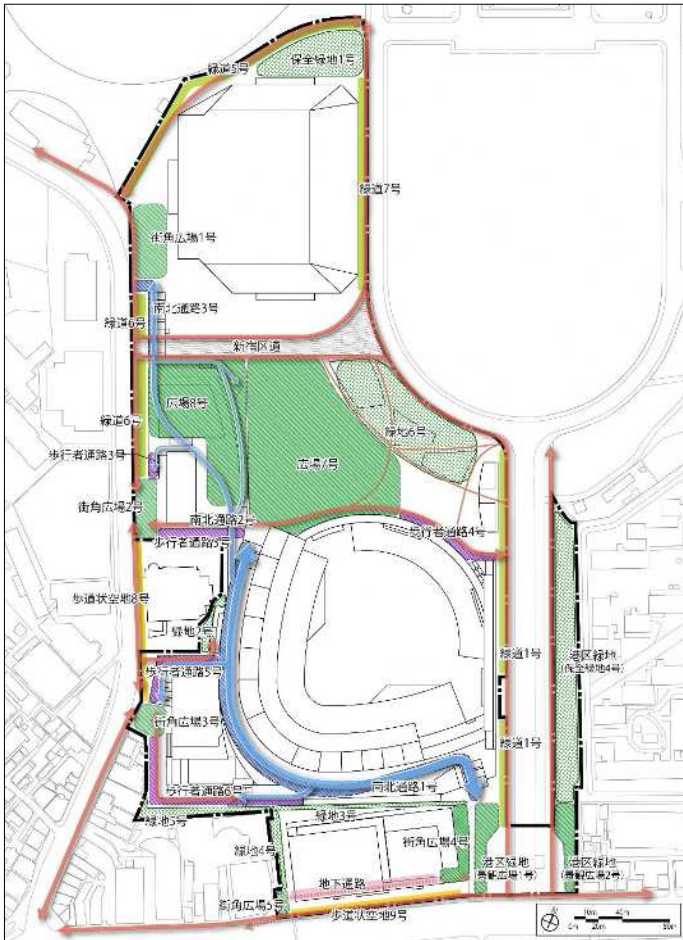 緑道5号
保全緑地1号
緑道7号
街角広場1号
南北通路3号
緑道6号
新宿区道
広場8号
緑地6号
緑道6号
歩行者通路3号
広場7号
街角広場2号
南北通路2号
歩行者通路4号
歩道状空地8号
緑地2号
緑道1号
港区緑地
(保全緑地4号)
歩行者通路5号
街角広場3号
緑道1号
南北通路1号
歩行者通路6号
緑地5号
緑地3号
緑地4号
街角広場4号
港区緑地
(景観広場1号)
港区緑地
(景観広場2号)
地下通路
街角広場5号
歩道状空地9号
0m
20m
80m